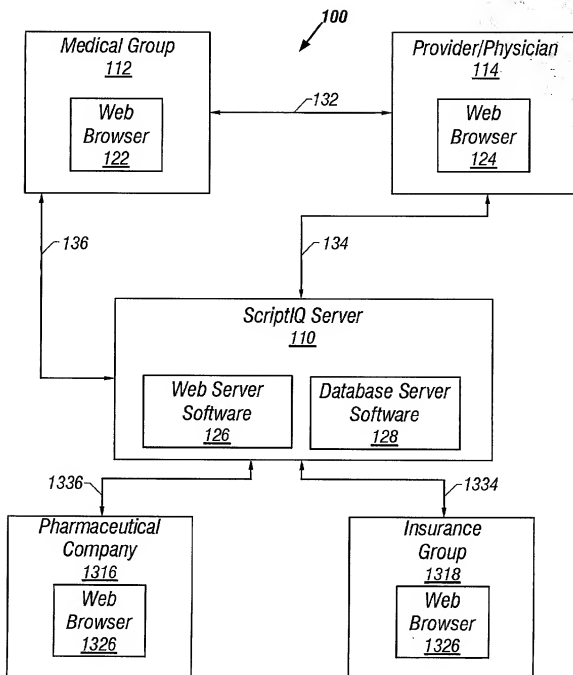 100
Medical Group
112
Web
Browser
122
132
Provider/Physician
114
Web
Browser
124
136
134
ScriptIQ Server
110
Web Server
Software
126
Database Server
Software
128
1336
1334
Pharmaceutical
Company
1316
Web
Browser
1326
Insurance
Group
1318
Web
Browser
1326